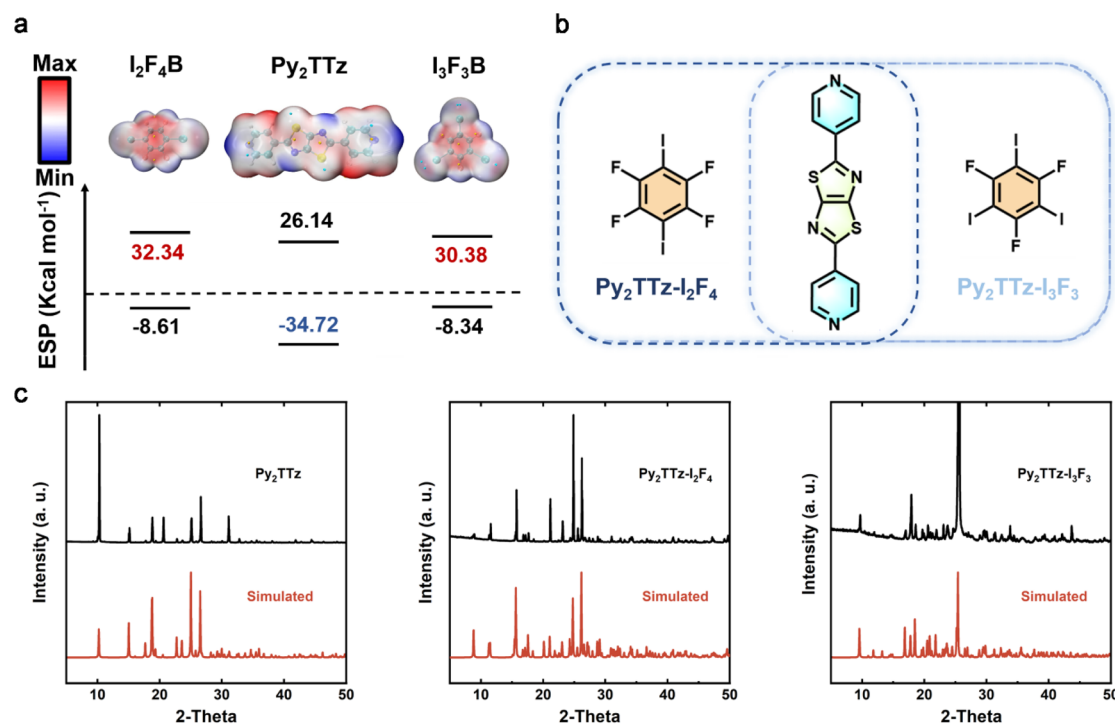 a
Max
Min
I₂F₄B
Py₂TTz
I₃F₃B
ESP (Kcal mol⁻¹)
32.34
26.14
30.38
-8.61
-34.72
-8.34
b
I
F
F
F
F
I
Py₂TTz-I₂F₄
N
S
N
N
S
N
I
F
F
I
I
F
Py₂TTz-I₃F₃
c
Intensity (a. u.)
Py₂TTz
Simulated
10
20
30
40
50
2-Theta
Intensity (a. u.)
Py₂TTz-I₂F₄
Simulated
10
20
30
40
50
2-Theta
Intensity (a. u.)
Py₂TTz-I₃F₃
Simulated
10
20
30
40
50
2-Theta